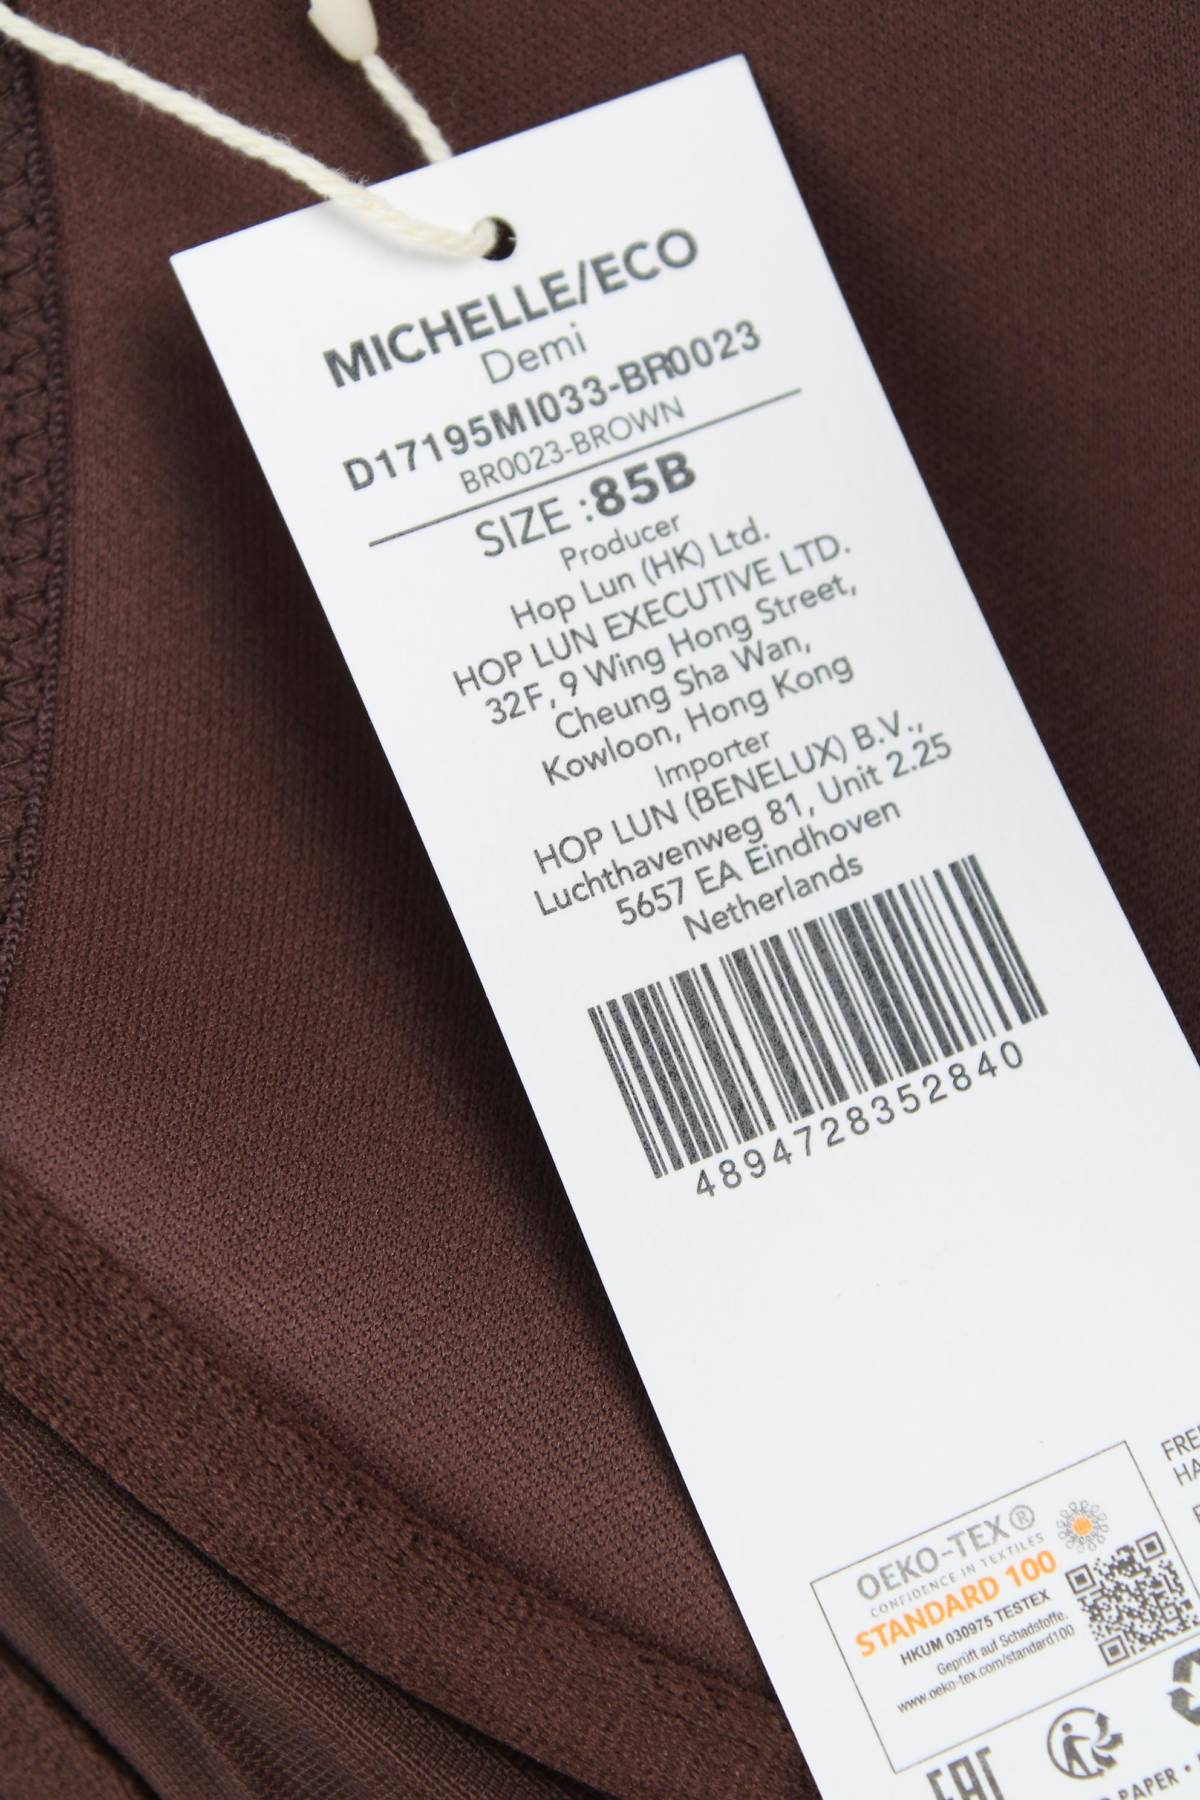 MICHELLE/ECO
Demi
D17195MI033-BR0023
BR0023-BROWN
SIZE :85B
Producer
Hop Lun (HK) Ltd.
HOP LUN EXECUTIVE LTD.
32F, 9 Wing Hong Street,
Cheung Sha Wan,
Kowloon, Hong Kong
Importer
HOP LUN (BENELUX) B.V.,
Luchthavenweg 81, Unit 2.25
5657 EA Eindhoven
Netherlands
4894728352840
OEKO-TEX®
CONFIDENCE IN TEXTILES
STANDARD 100
HKUM 030975 TESTEX
Geprüft auf Schadstoffe.
www.oeko-tex.com/standard100
EAC
PAPER •